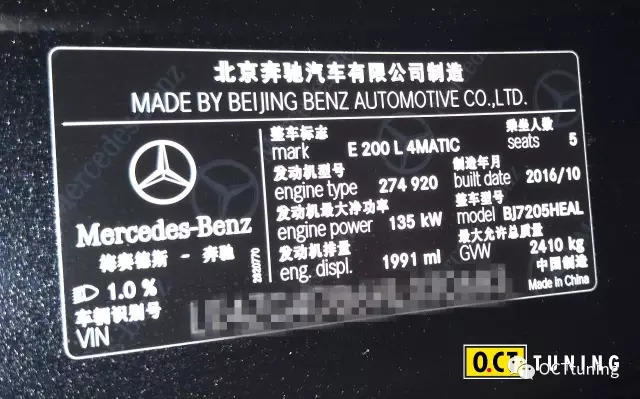 北京奔驰汽车有限公司制造
MADE BY BEIJING BENZ AUTOMOTIVE CO.,LTD.
Mercedes-Benz
梅赛德斯 - 奔驰
1.0 %
车辆识别号
VIN
整车标志
mark E 200 L 4MATIC
乘坐人数
seats 5
发动机型号
engine type 274 920
制造年月
built date 2016/10
发动机最大净功率
engine power 135 kW
整车型号
model BJ7205HEAL
发动机排量
eng. displ. 1991 ml
最大允许总质量
GVW 2410 kg
中国制造
Made in China
2020770
O.CT TUNING
OCTtuning